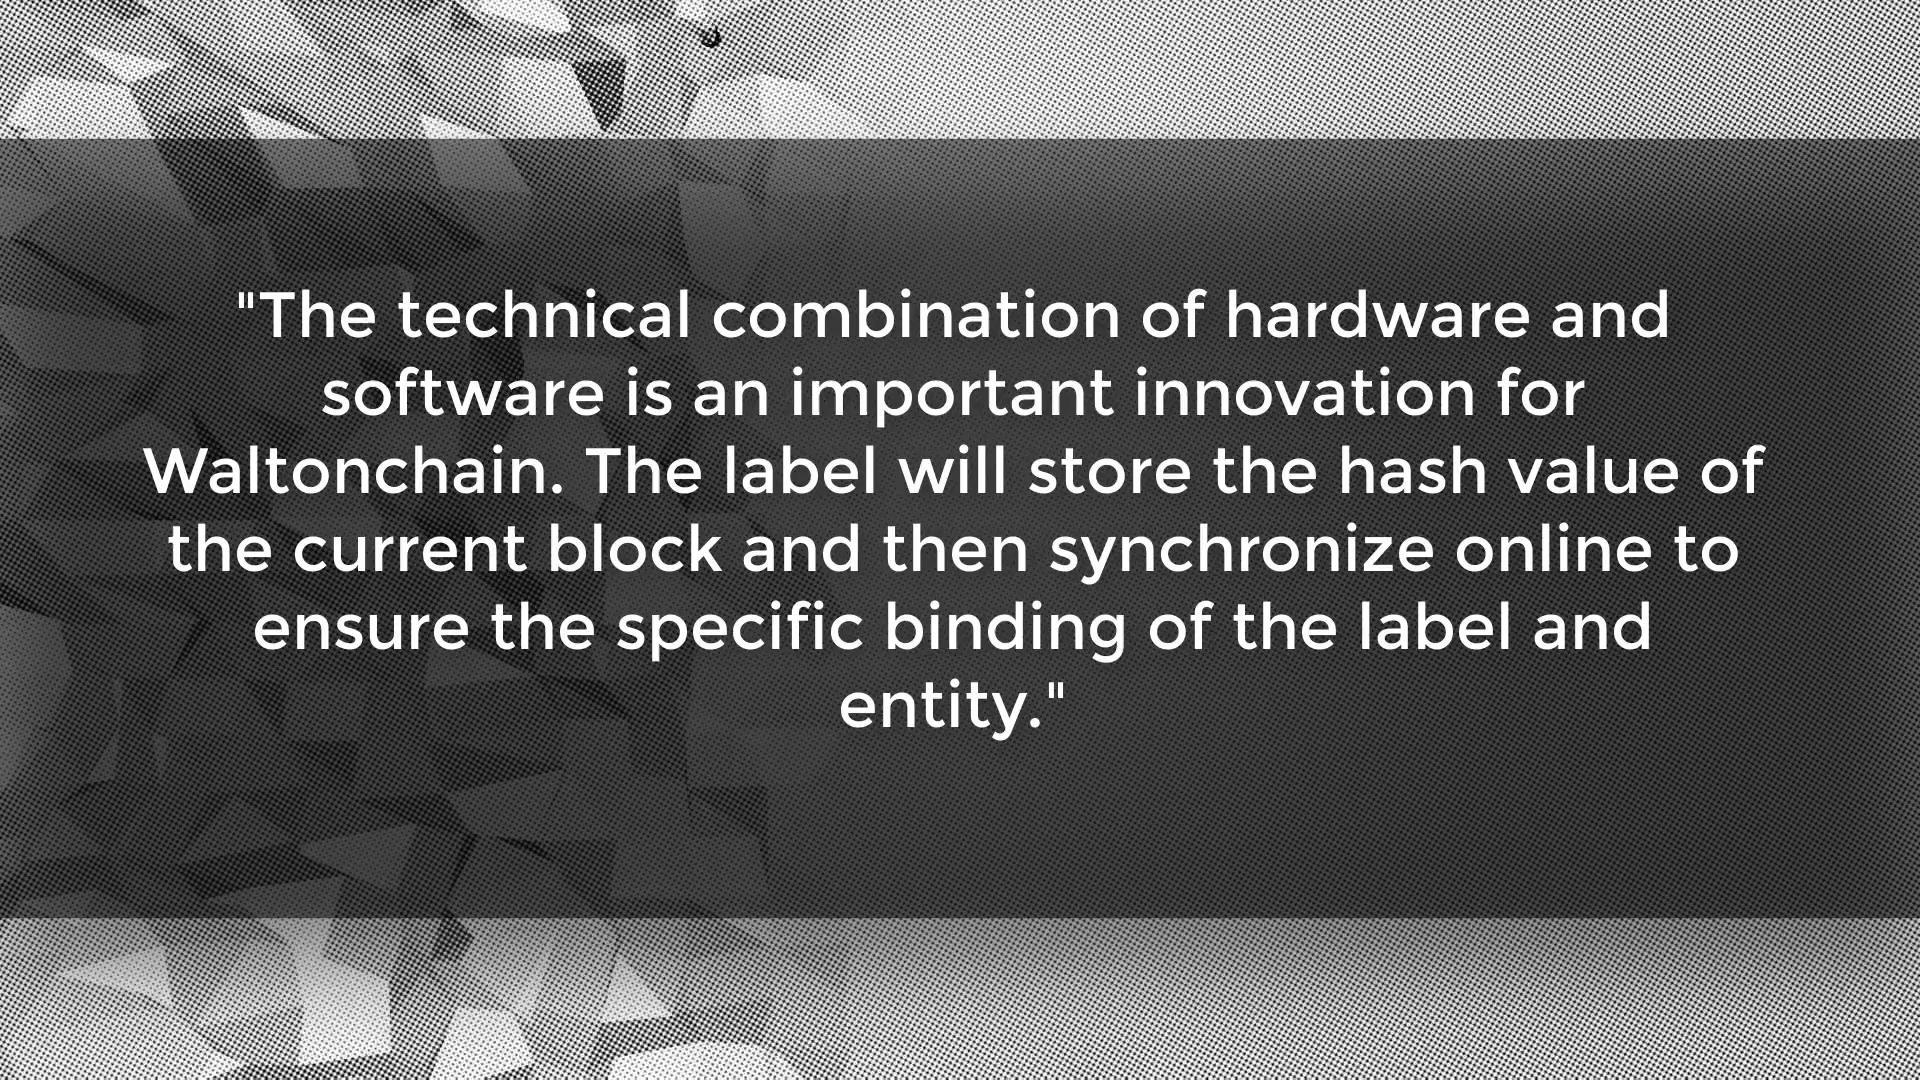 "The technical combination of hardware and
software is an important innovation for
Waltonchain. The label will store the hash value of
the current block and then synchronize online to
ensure the specific binding of the label and
entity."